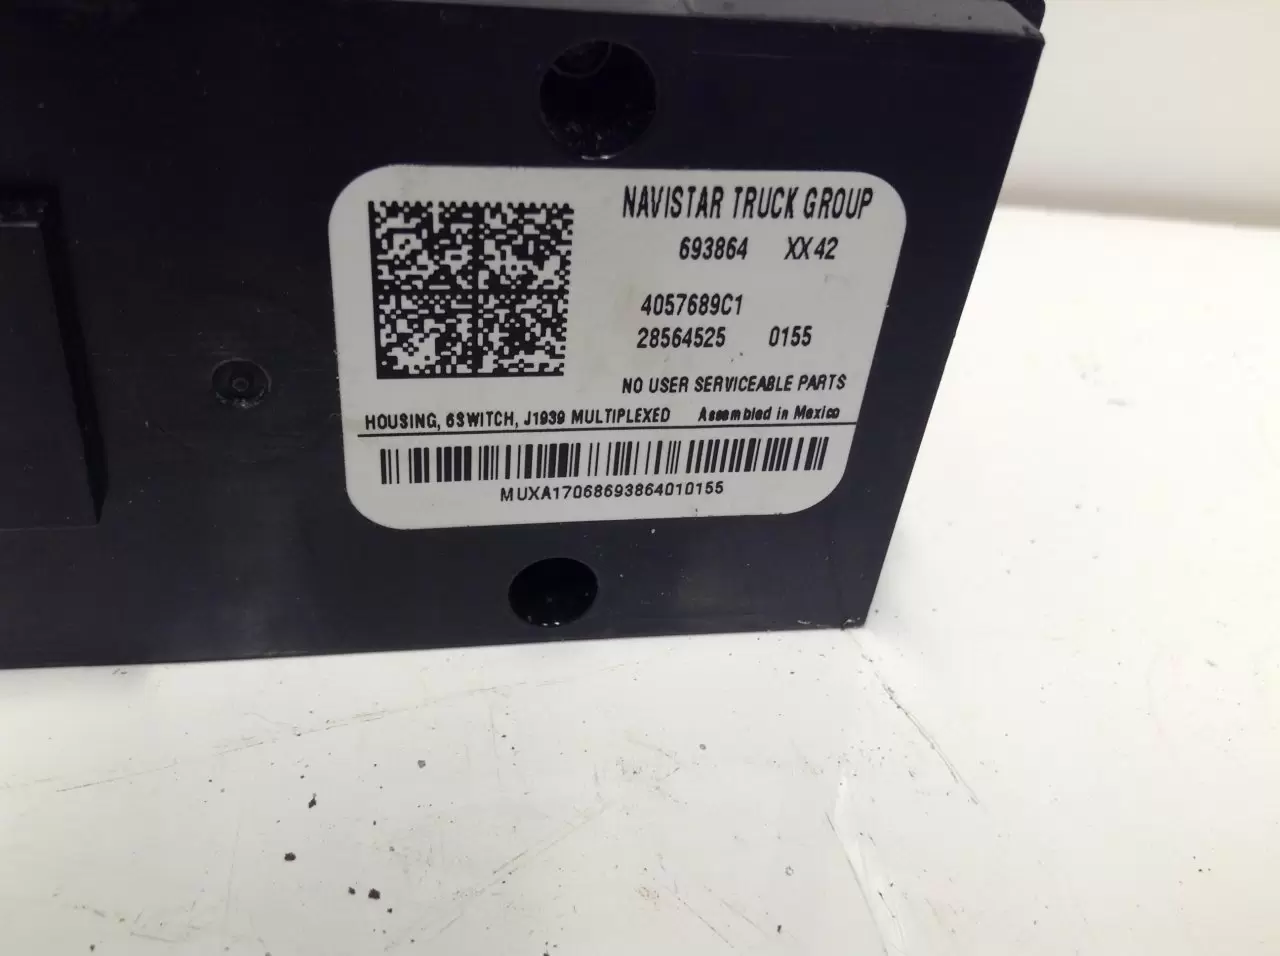 NAVISTAR TRUCK GROUP
693864 XX42
4057689C1
28564525 0155
NO USER SERVICEABLE PARTS
HOUSING, 6SWITCH, J1939 MULTIPLEXED Assembled in Mexico
MUXA17068693864010155